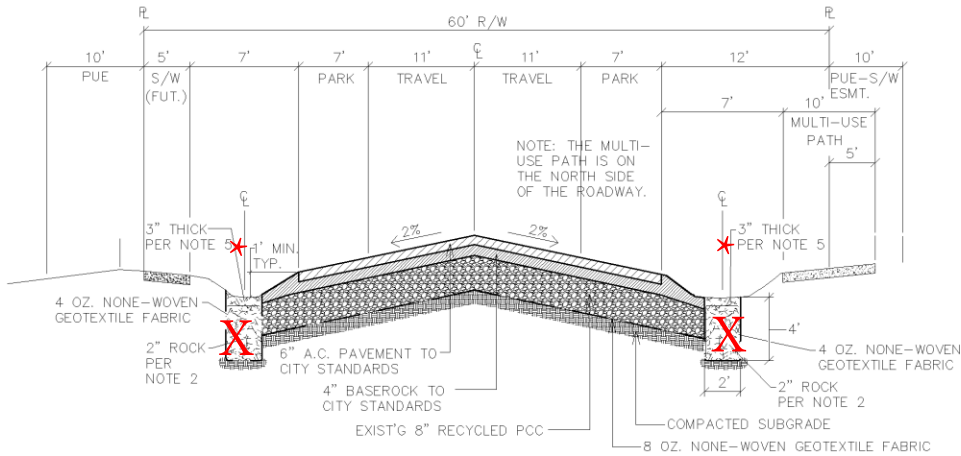 PL
PL
60' R/W
CL
10'
5'
7'
7'
11'
11'
7'
12'
10'
PUE
S/W
(FUT.)
PARK
TRAVEL
TRAVEL
PARK
PUE-S/W
ESMT.
7'
10'
MULTI-USE
PATH
5'
NOTE: THE MULTI-
USE PATH IS ON
THE NORTH SIDE
OF THE ROADWAY.
CL
CL
3" THICK
PER NOTE 5
1' MIN.
TYP.
2%
2%
3" THICK
PER NOTE 5
4 OZ. NONE-WOVEN
GEOTEXTILE FABRIC
X
X
2" ROCK
PER
NOTE 2
4'
4 OZ. NONE-WOVEN
GEOTEXTILE FABRIC
6" A.C. PAVEMENT TO
CITY STANDARDS
4" BASEROCK TO
CITY STANDARDS
2'
2" ROCK
PER NOTE 2
EXIST'G 8" RECYCLED PCC
COMPACTED SUBGRADE
8 OZ. NONE-WOVEN GEOTEXTILE FABRIC